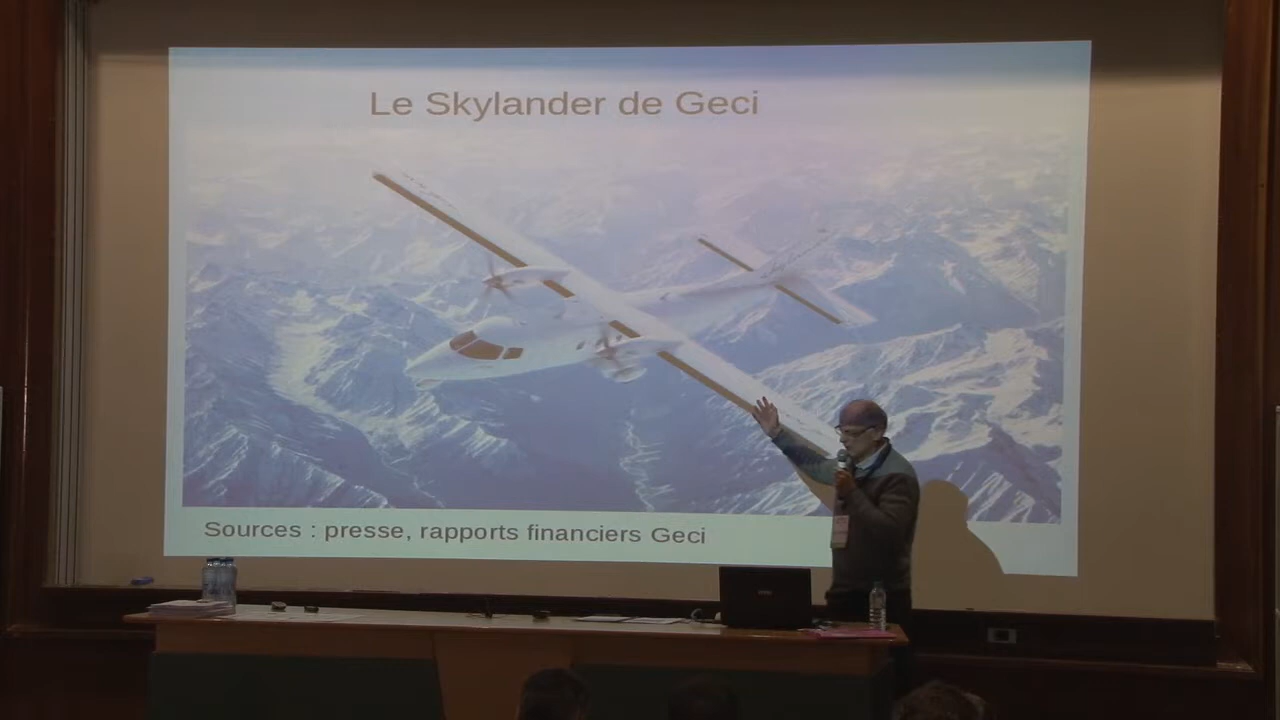 Le Skylander de Geci
Sources : presse, rapports financiers Geci